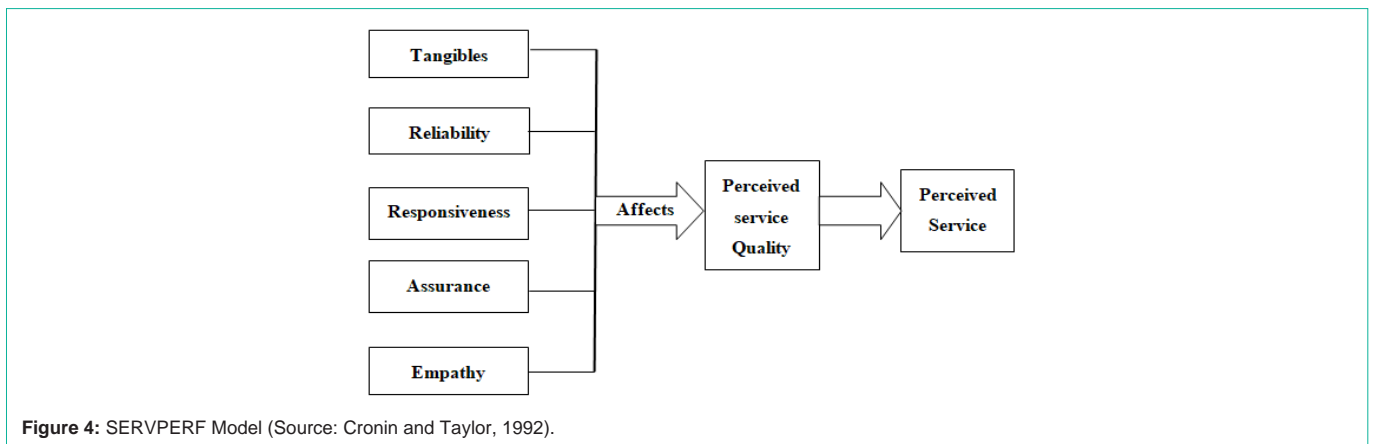 Tangibles
Reliability
Responsiveness
Assurance
Empathy
Affects
Perceived
service
Quality
Perceived
Service
Figure 4: SERVPERF Model (Source: Cronin and Taylor, 1992).